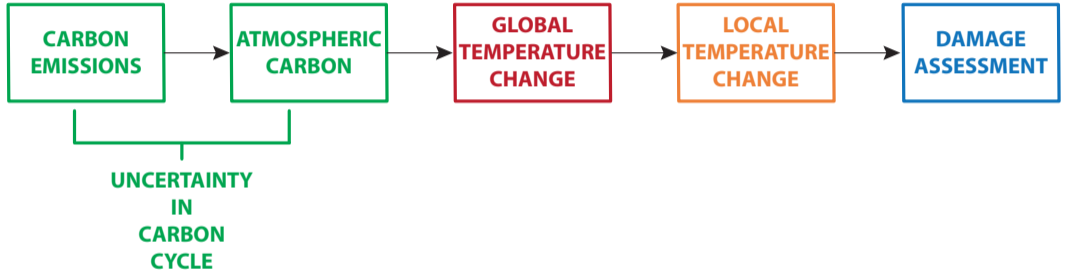 CARBON
EMISSIONS
ATMOSPHERIC
CARBON
GLOBAL
TEMPERATURE
CHANGE
LOCAL
TEMPERATURE
CHANGE
DAMAGE
ASSESSMENT
UNCERTAINTY
IN
CARBON
CYCLE